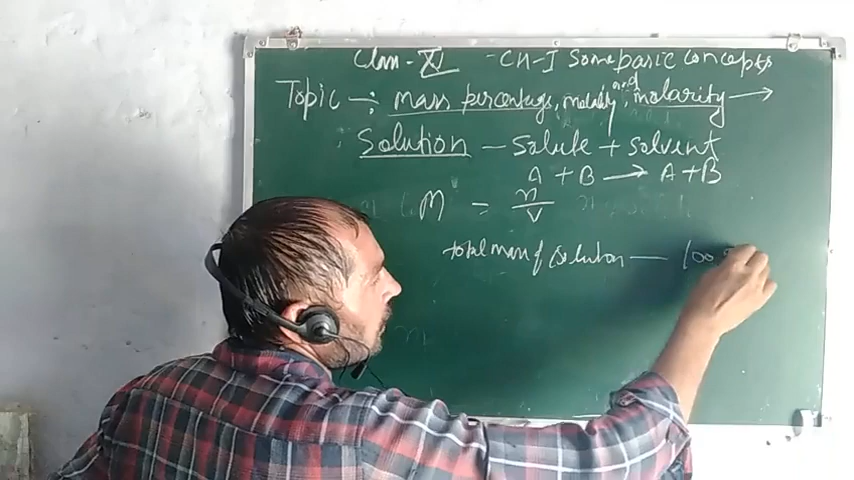 Class - XI - CH-I Some basic concepts
Topic -: mass percentage, molality, and molarity →
Solution - Solute + solvent
A + B → A + B
M = n/V
total mass of solution — 100